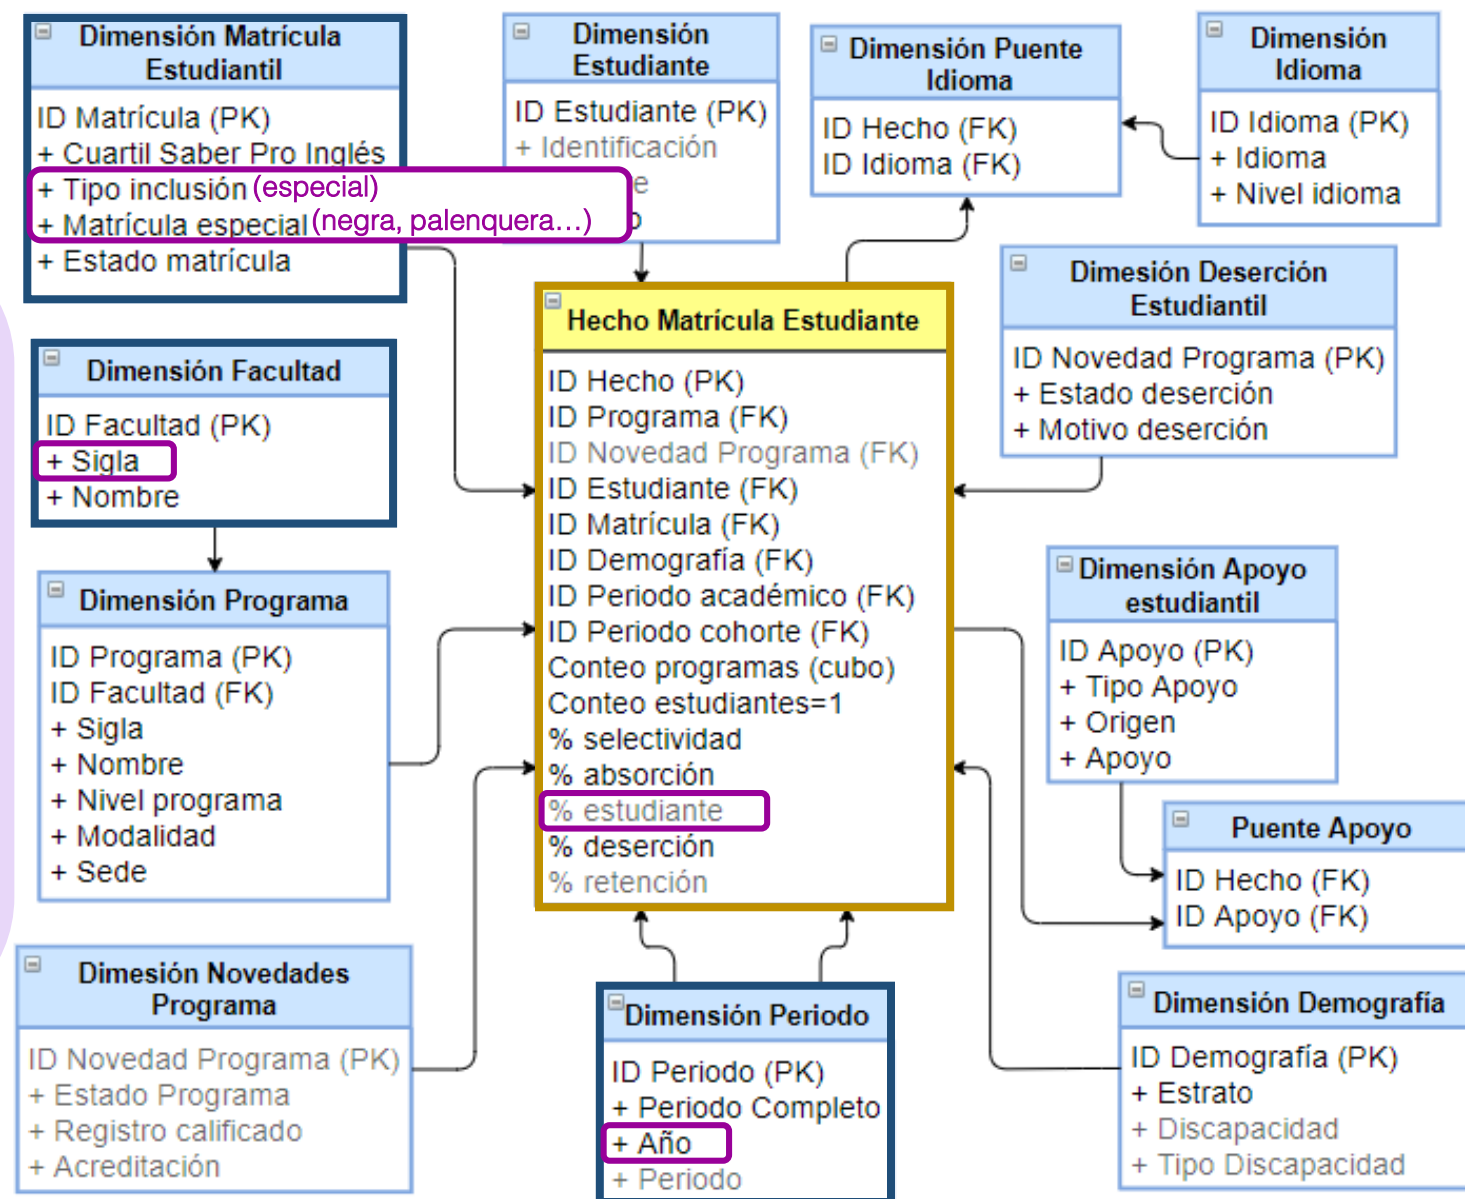 Dimensión Matrícula
Estudiantil
ID Matrícula (PK)
+ Cuartil Saber Pro Inglés
+ Tipo inclusión (especial)
+ Matrícula especial (negra, palenquera...)
+ Estado matrícula
Dimensión
Estudiante
ID Estudiante (PK)
+ Identificación
Dimensión Puente
Idioma
ID Hecho (FK)
ID Idioma (FK)
Dimensión
Idioma
ID Idioma (PK)
+ Idioma
+ Nivel idioma
Dimesión Deserción
Estudiantil
ID Novedad Programa (PK)
+ Estado deserción
+ Motivo deserción
Dimensión Facultad
ID Facultad (PK)
+ Sigla
+ Nombre
Hecho Matrícula Estudiante
ID Hecho (PK)
ID Programa (FK)
ID Novedad Programa (FK)
ID Estudiante (FK)
ID Matrícula (FK)
ID Demografía (FK)
ID Periodo académico (FK)
ID Periodo cohorte (FK)
Conteo programas (cubo)
Conteo estudiantes=1
% selectividad
% absorción
% estudiante
% deserción
% retención
Dimensión Programa
ID Programa (PK)
ID Facultad (FK)
+ Sigla
+ Nombre
+ Nivel programa
+ Modalidad
+ Sede
Dimensión Apoyo
estudiantil
ID Apoyo (PK)
+ Tipo Apoyo
+ Origen
+ Apoyo
Puente Apoyo
ID Hecho (FK)
ID Apoyo (FK)
Dimesión Novedades
Programa
ID Novedad Programa (PK)
+ Estado Programa
+ Registro calificado
+ Acreditación
Dimensión Periodo
ID Periodo (PK)
+ Periodo Completo
+ Año
+ Periodo
Dimensión Demografía
ID Demografía (PK)
+ Estrato
+ Discapacidad
+ Tipo Discapacidad